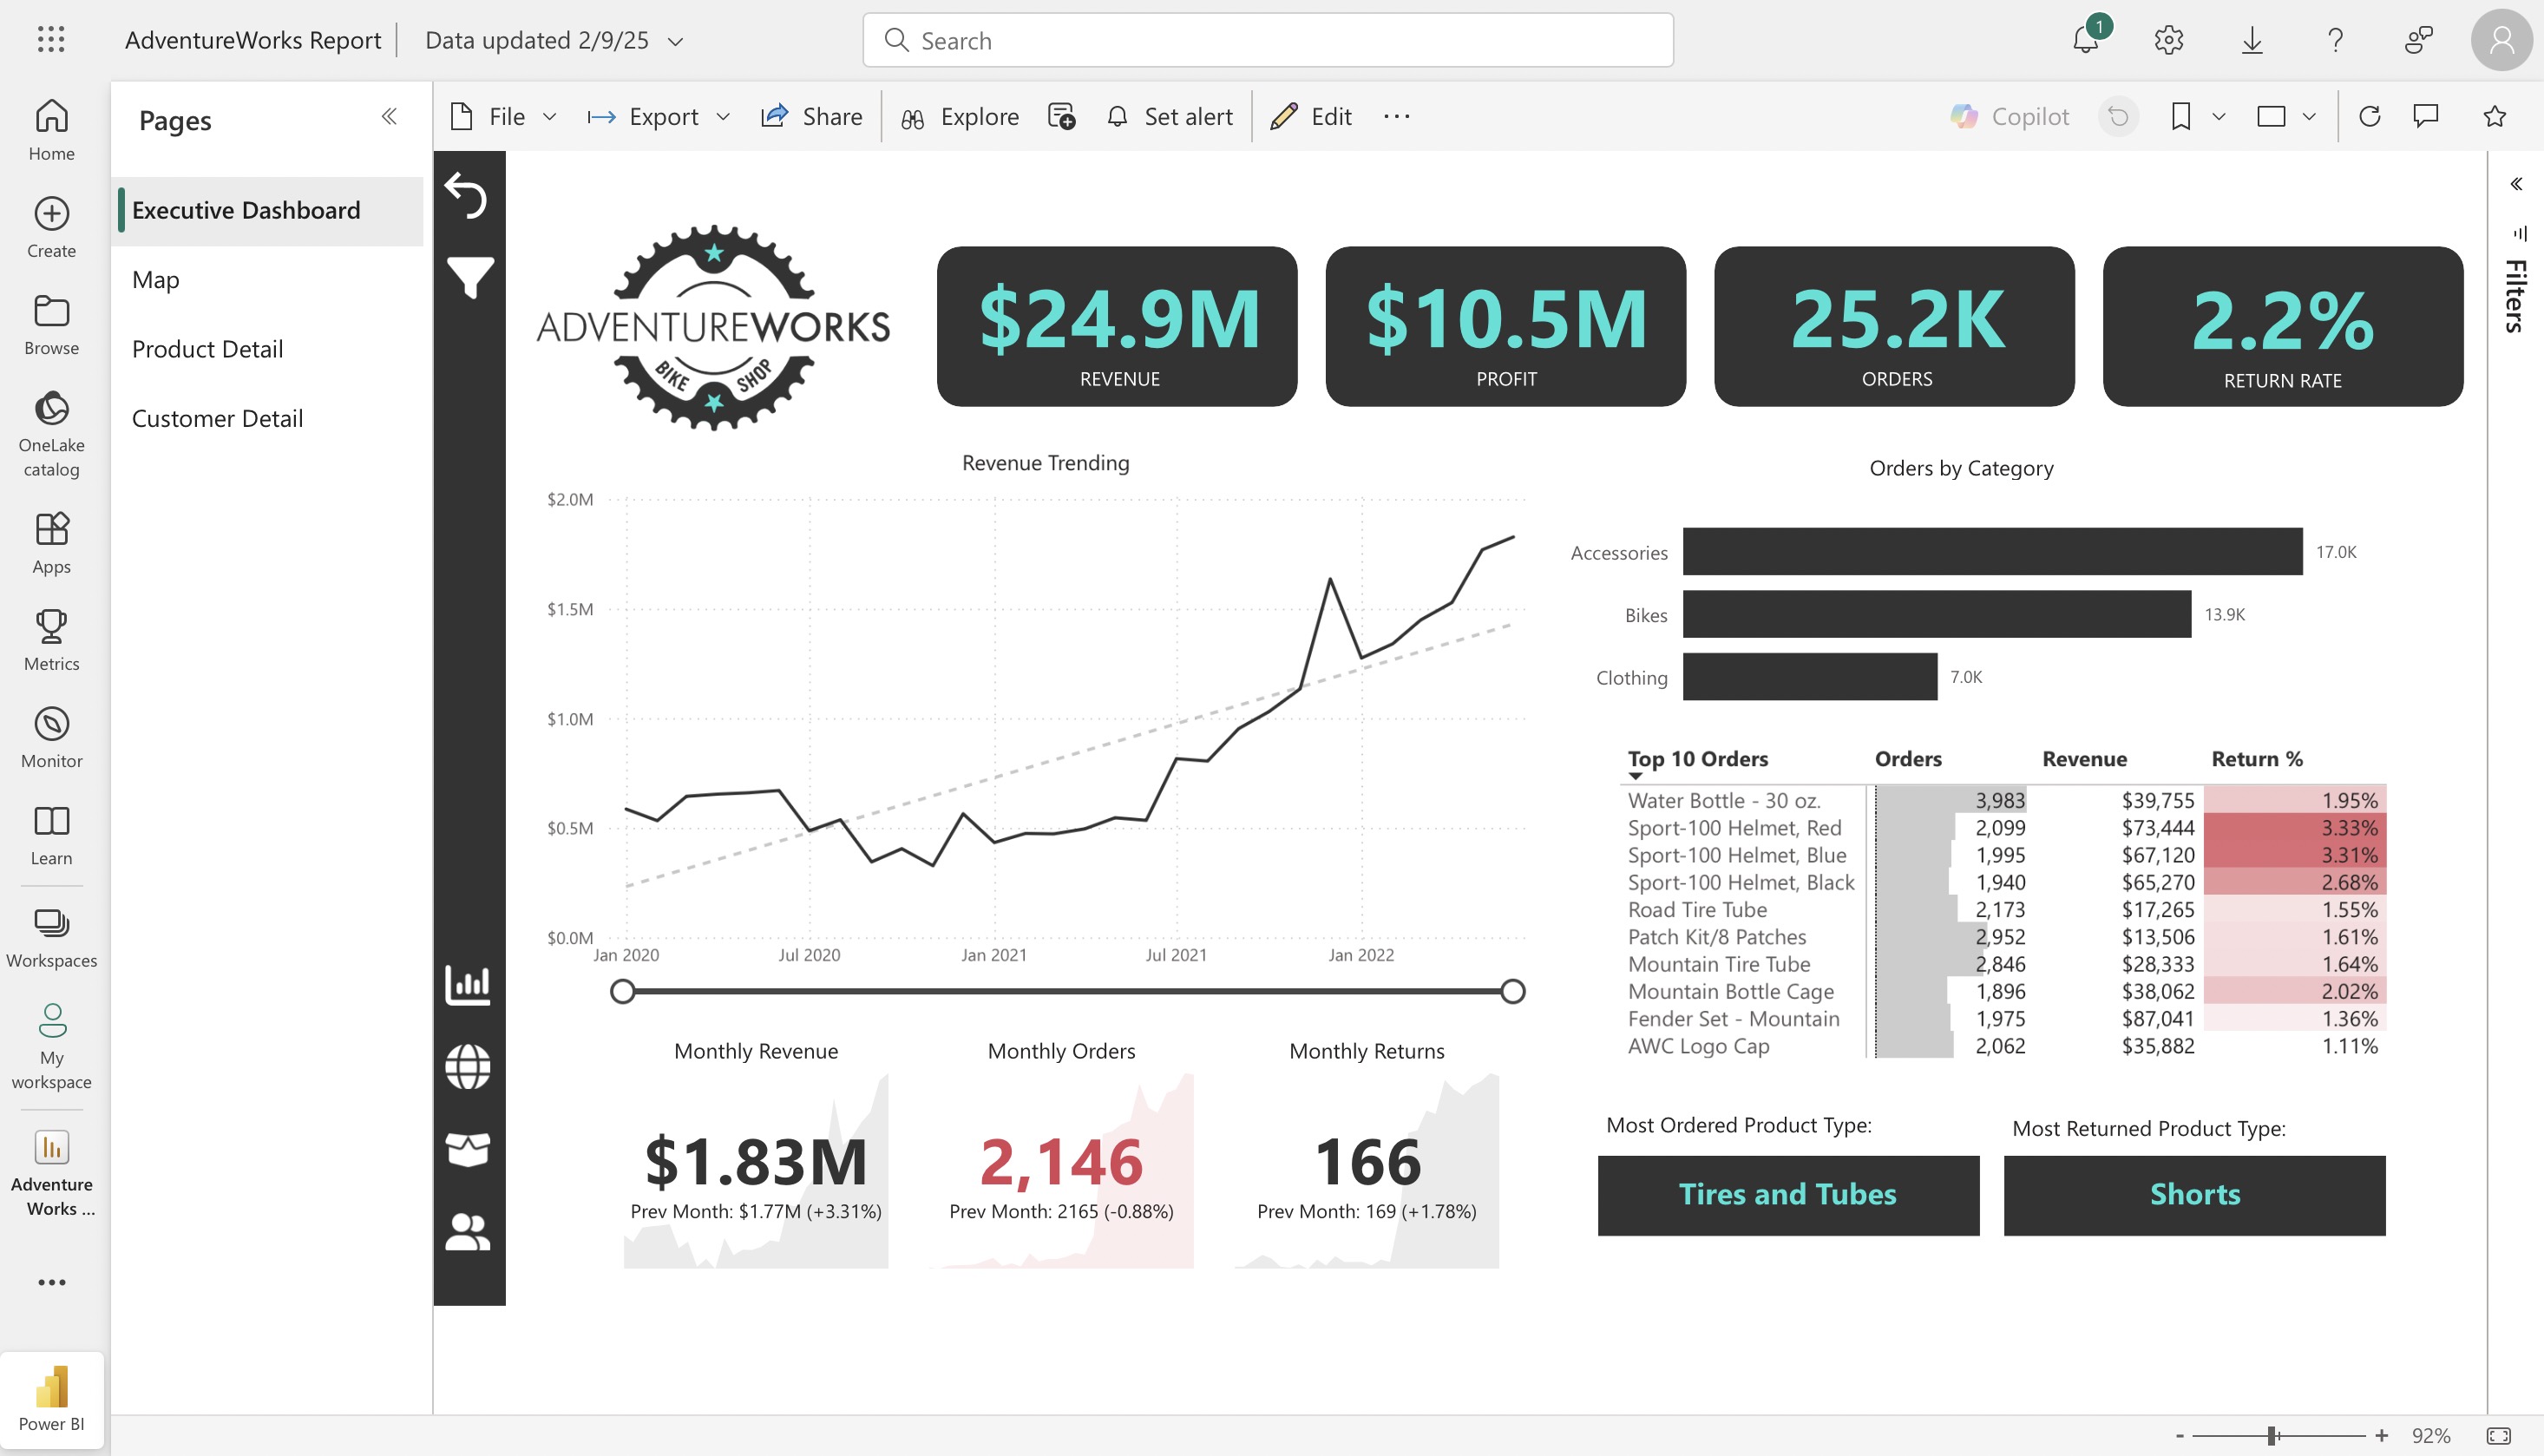 AdventureWorks Report
Data updated 2/9/25
Search
1
Home
Create
Browse
OneLake
catalog
Apps
Metrics
Monitor
Learn
Workspaces
My
workspace
Adventure
Works ...
Power BI
Pages
Executive Dashboard
Map
Product Detail
Customer Detail
File
Export
Share
Explore
Set alert
Edit
Copilot
Filters
ADVENTUREWORKS
BIKE SHOP
$24.9M
REVENUE
$10.5M
PROFIT
25.2K
ORDERS
2.2%
RETURN RATE
Revenue Trending
$2.0M
$1.5M
$1.0M
$0.5M
$0.0M
Jan 2020 Jul 2020 Jan 2021 Jul 2021 Jan 2022
Orders by Category
Accessories 17.0K
Bikes 13.9K
Clothing 7.0K
Top 10 Orders Orders Revenue Return %
Water Bottle - 30 oz. 3,983 $39,755 1.95%
Sport-100 Helmet, Red 2,099 $73,444 3.33%
Sport-100 Helmet, Blue 1,995 $67,120 3.31%
Sport-100 Helmet, Black 1,940 $65,270 2.68%
Road Tire Tube 2,173 $17,265 1.55%
Patch Kit/8 Patches 2,952 $13,506 1.61%
Mountain Tire Tube 2,846 $28,333 1.64%
Mountain Bottle Cage 1,896 $38,062 2.02%
Fender Set - Mountain 1,975 $87,041 1.36%
AWC Logo Cap 2,062 $35,882 1.11%
Monthly Revenue
$1.83M
Prev Month: $1.77M (+3.31%)
Monthly Orders
2,146
Prev Month: 2165 (-0.88%)
Monthly Returns
166
Prev Month: 169 (+1.78%)
Most Ordered Product Type:
Tires and Tubes
Most Returned Product Type:
Shorts
- + 92%